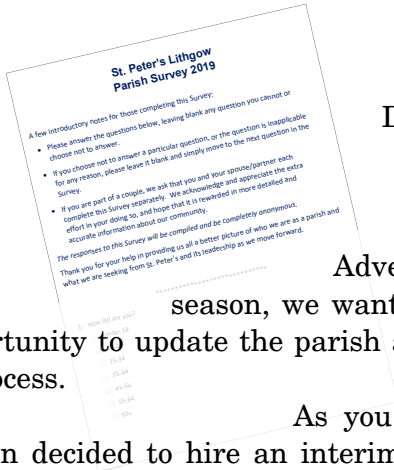 St. Peter's Lithgow
Parish Survey 2019
A few introductory notes for those completing this Survey:
• Please answer the questions below, leaving blank any question you cannot or
choose not to answer.
• If you choose not to answer a particular question, or the question is inapplicable
for any reason, please leave it blank and simply move to the next question in the
Survey.
• If you are part of a couple, we ask that you and your spouse/partner each
complete this Survey separately. We acknowledge and appreciate the extra
effort in your doing so, and hope that it is rewarded in more detailed and
accurate information about our community.
The responses to this Survey will be compiled and be completely anonymous.
Thank you for your help in providing us all a better picture of who we are as a parish and
what we are seeking from St. Peter's and its leadership as we move forward.
1. How old are you?
Under 18
25-34
35-44
45-54
55-64
65+
D
Adve
season, we want
rtunity to update the parish a
ocess.
As you
n decided to hire an interim